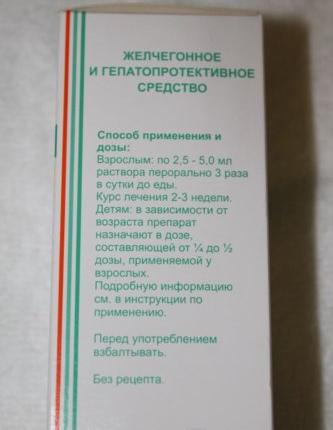 ЖЕЛЧЕГОННОЕ
И ГЕПАТОПРОТЕКТИВНОЕ
СРЕДСТВО
Способ применения и
дозы:
Взрослым: по 2,5 - 5,0 мл
раствора перорально 3 раза
в сутки до еды.
Курс лечения 2-3 недели.
Детям: в зависимости от
возраста препарат
назначают в дозе,
составляющей от ¼ до ½
дозы, применяемой у
взрослых.
Подробную информацию
см. в инструкции по
применению.
Перед употреблением
взбалтывать.
Без рецепта.